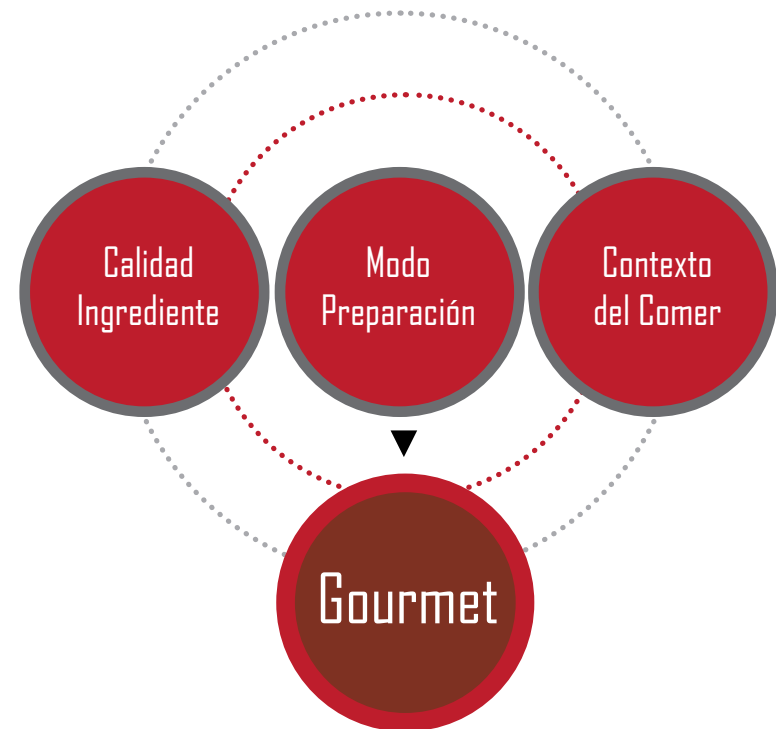 Calidad
Ingrediente
Modo
Preparación
Contexto
del Comer
Gourmet